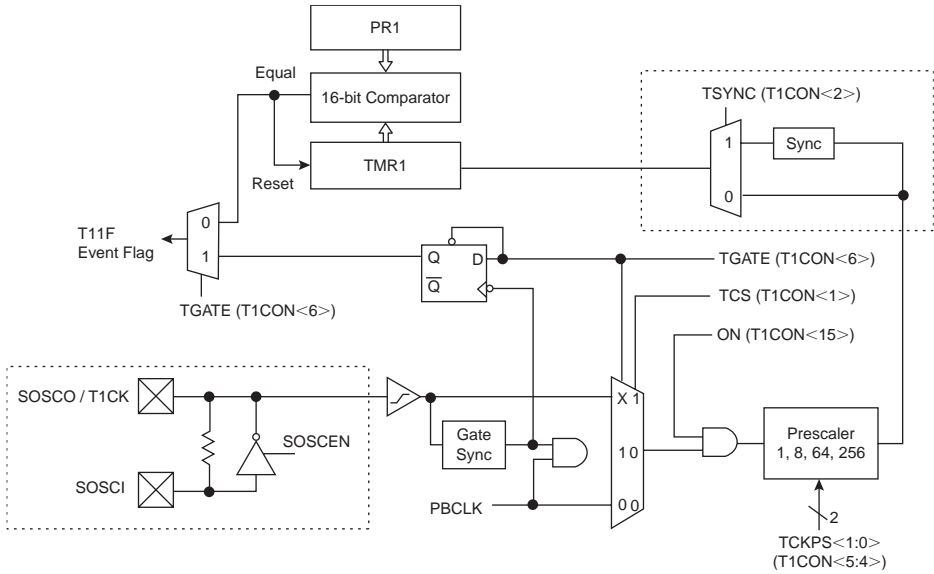 PR1
Equal
16-bit Comparator
TSYNC (T1CON<2>)
1
Sync
TMR1
Reset
0
0
T11F
Event Flag
1
Q
D
Q
TGATE (T1CON<6>)
TGATE (T1CON<6>)
TCS (T1CON<1>)
ON (T1CON<15>)
SOSCO / T1CK
X 1
SOSCEN
Gate
Sync
Prescaler
1, 8, 64, 256
1 0
SOSCI
PBCLK
0 0
2
TCKPS<1:0>
(T1CON<5:4>)